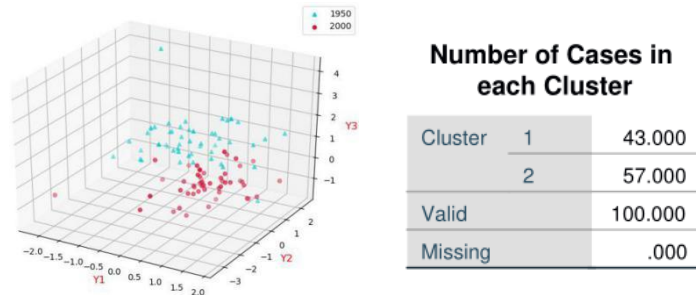 1950
2000
4
3
2
1
0
−1
Y3
−2.0 −1.5 −1.0 −0.5 0.0 0.5 1.0 1.5 2.0
Y1
−3 −2 −1 0 1 2
Y2
Number of Cases in
each Cluster
Cluster 1 43.000
2 57.000
Valid 100.000
Missing .000